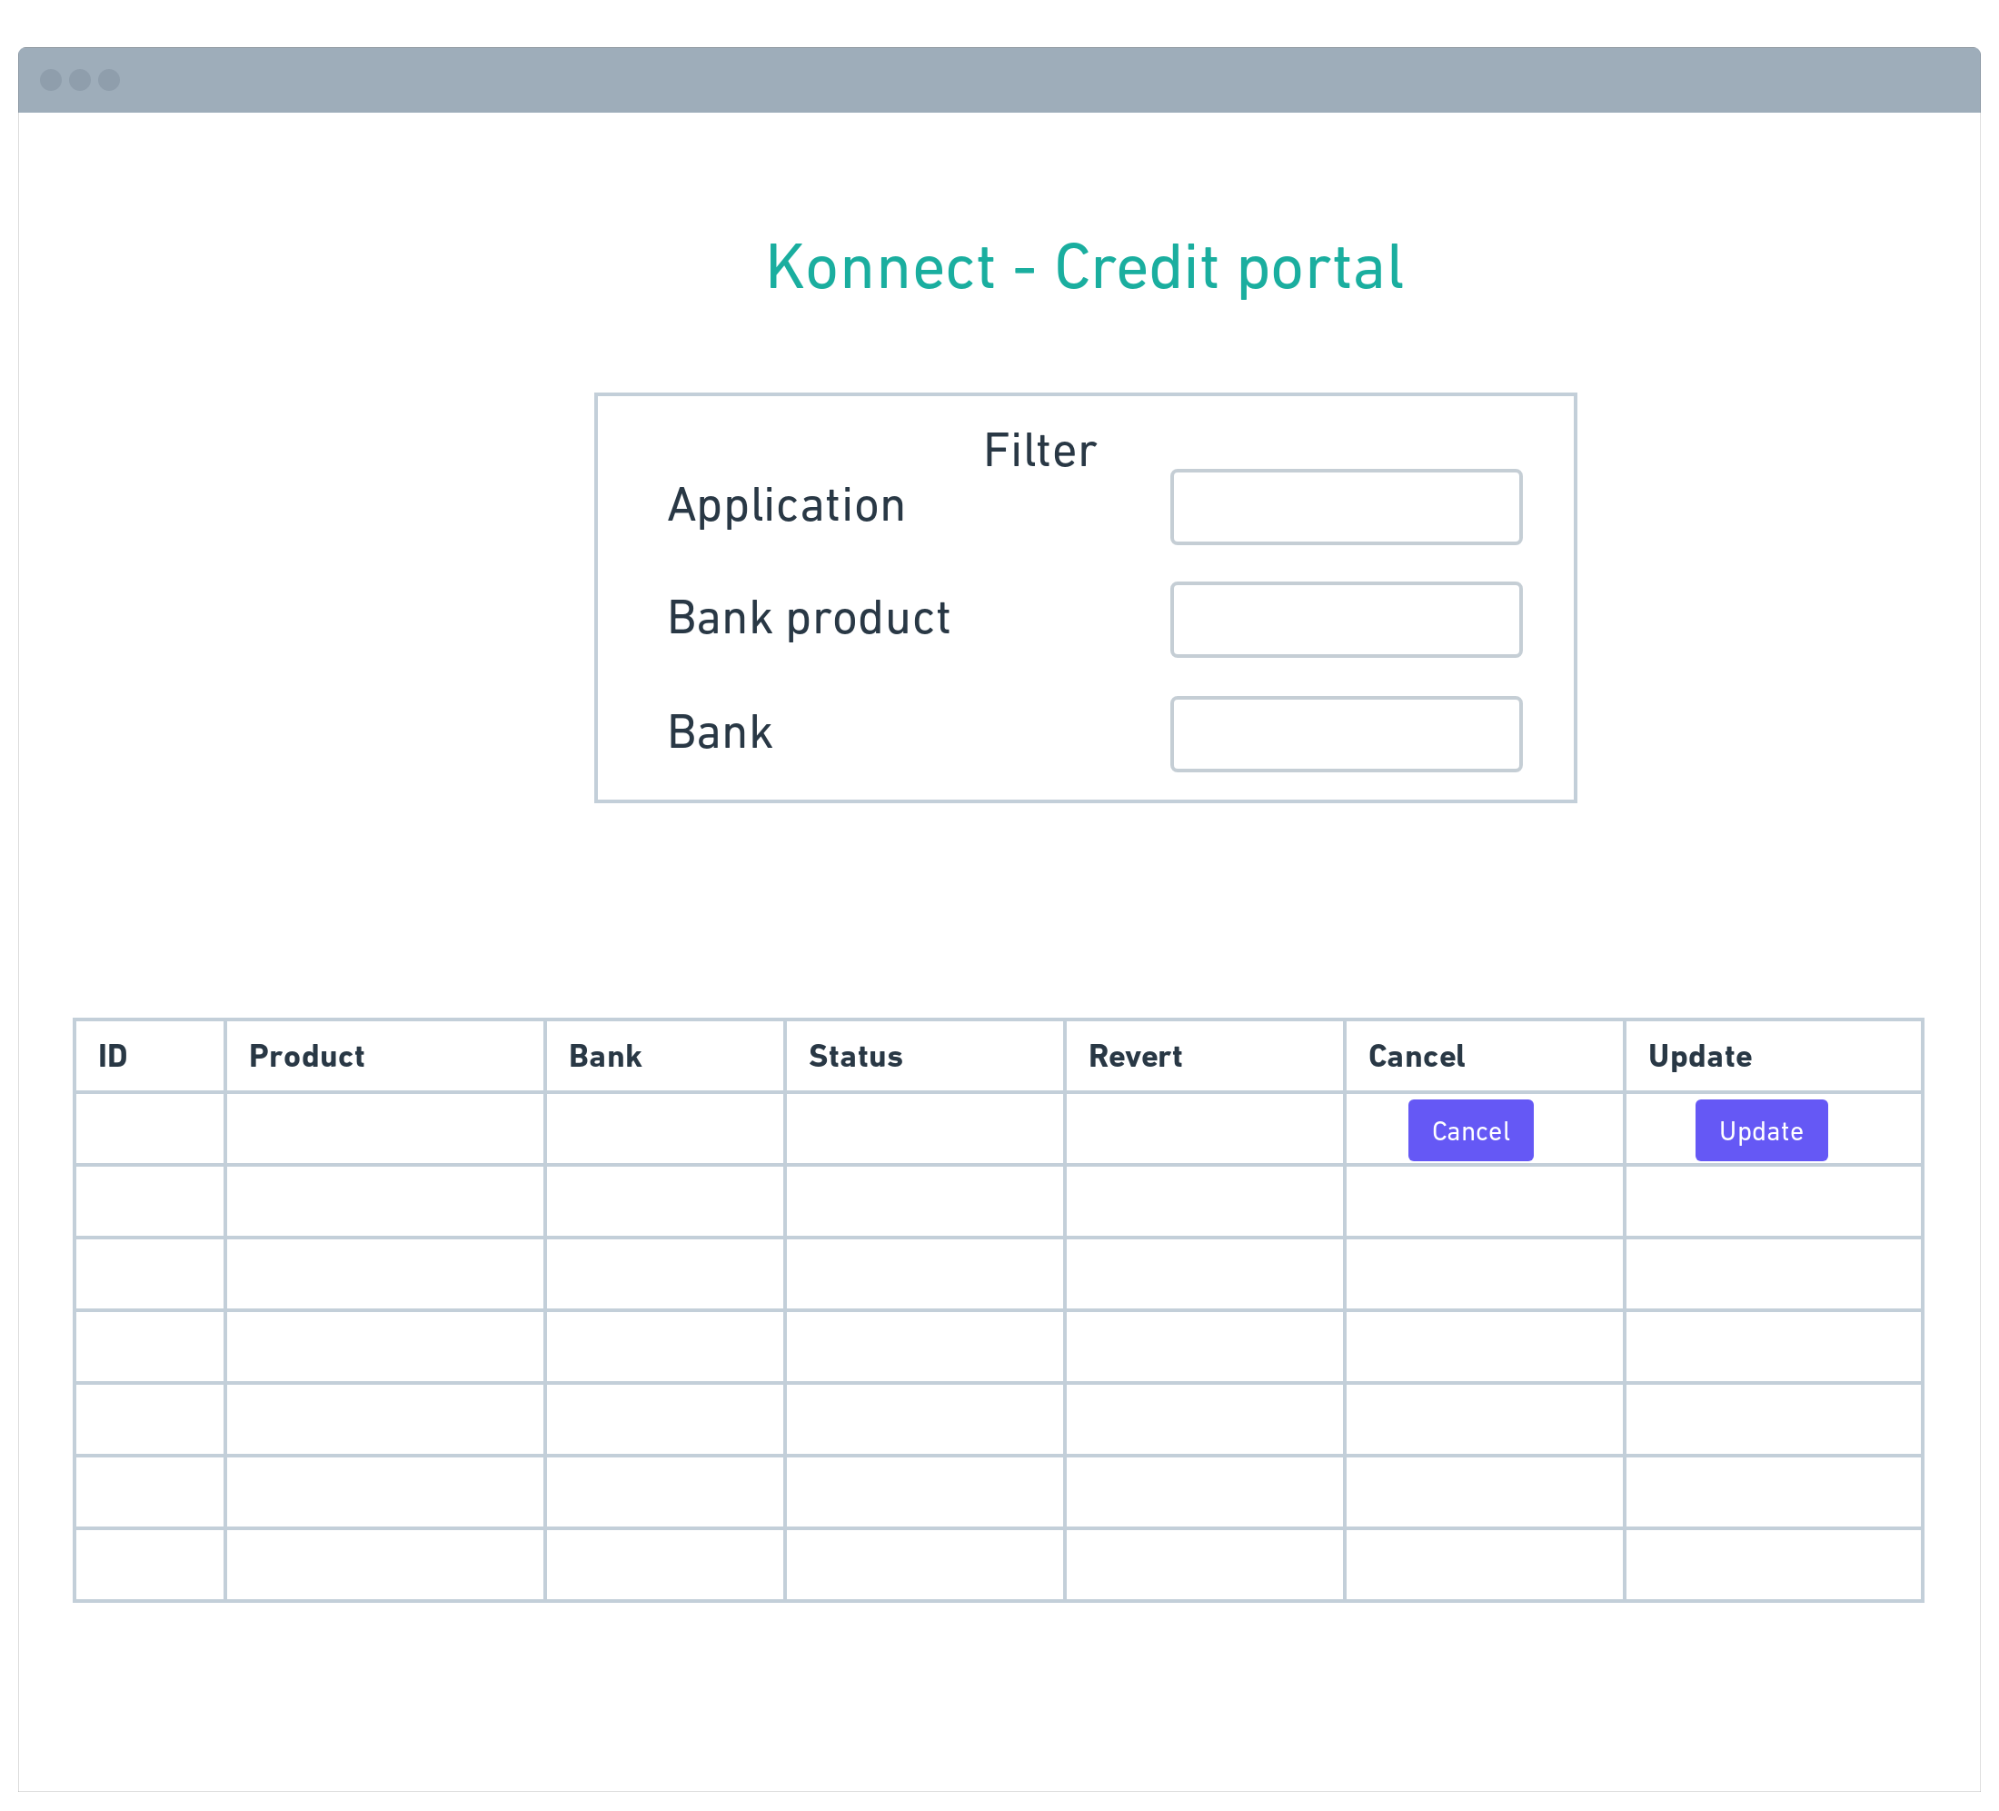 Konnect - Credit portal
Filter
Application
Bank product
Bank
ID Product Bank Status Revert Cancel Update
Cancel Update